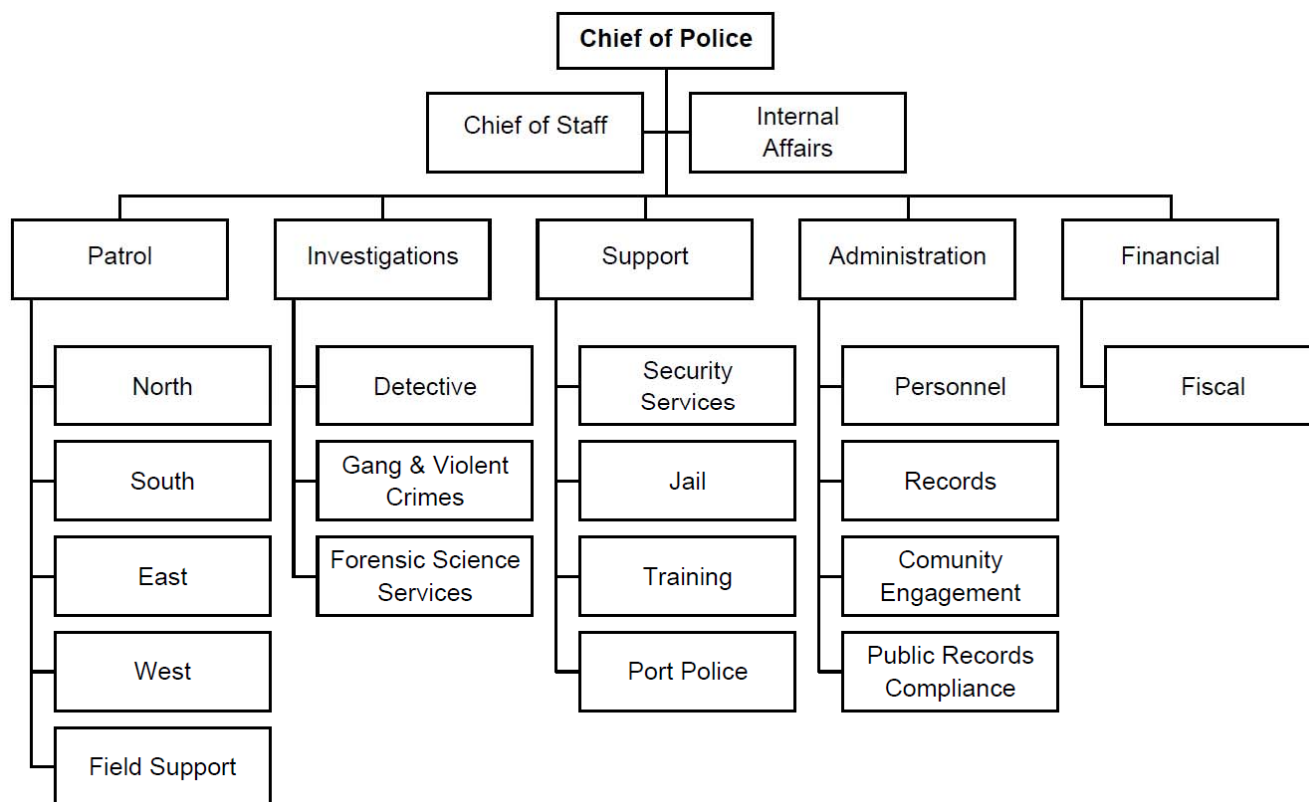 Chief of Police
Chief of Staff
Internal
Affairs
Patrol
Investigations
Support
Administration
Financial
North
Detective
Security
Services
Personnel
Fiscal
South
Gang & Violent
Crimes
Jail
Records
East
Forensic Science
Services
Training
Comunity
Engagement
West
Port Police
Public Records
Compliance
Field Support